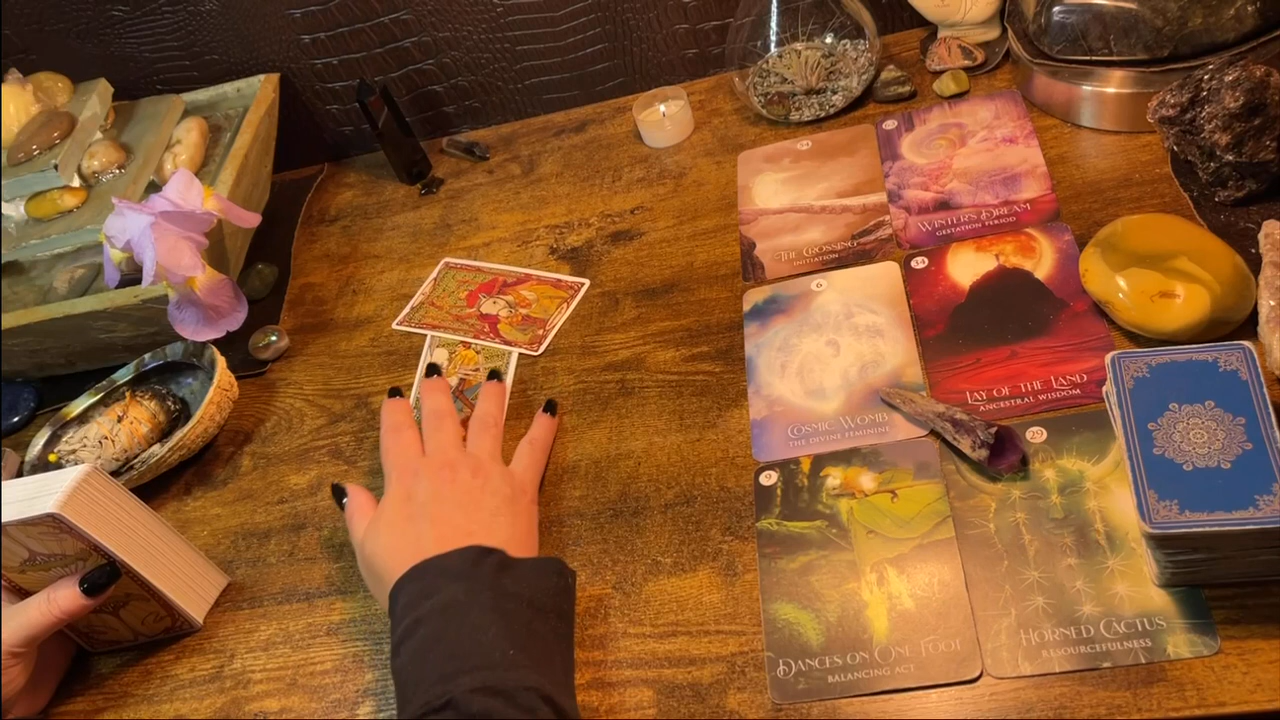 54
THE CROSSING
INITIATION
WINTER'S DREAM
GESTATION PERIOD
6
COSMIC WOMB
THE DIVINE FEMININE
34
LAY OF THE LAND
ANCESTRAL WISDOM
9
DANCES ON ONE FOOT
BALANCING ACT
29
HORNED CACTUS
RESOURCEFULNESS